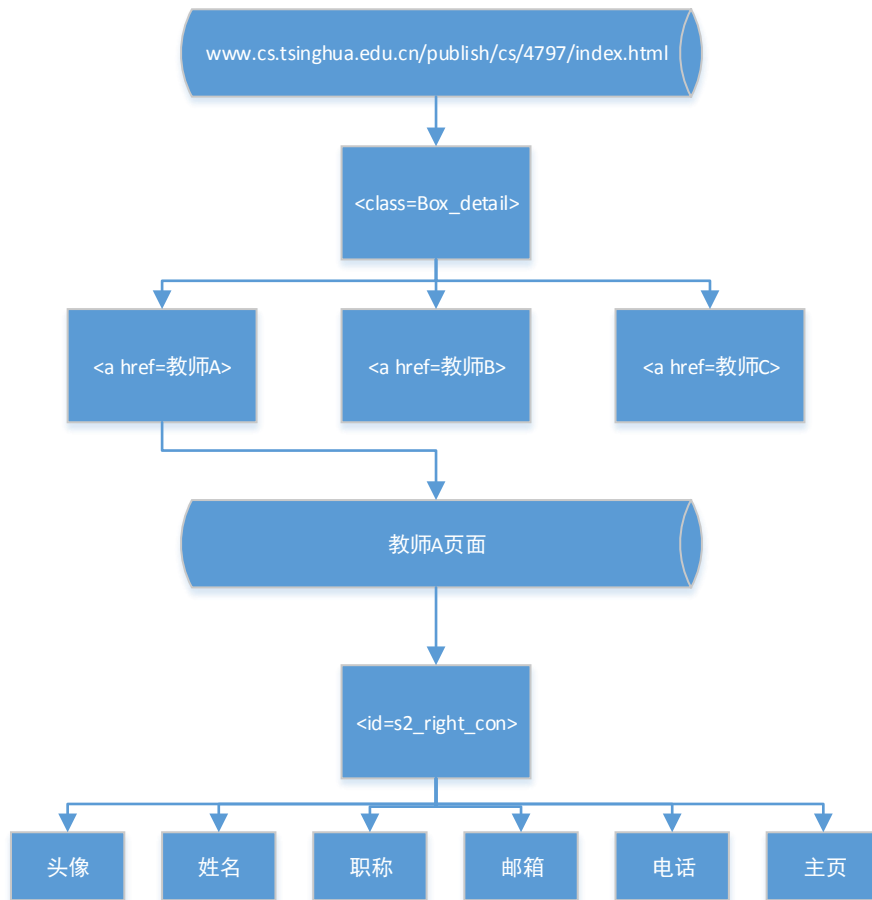 www.cs.tsinghua.edu.cn/publish/cs/4797/index.html
<class=Box_detail>
<a href=教师A>
<a href=教师B>
<a href=教师C>
教师A页面
<id=s2_right_con>
头像
姓名
职称
邮箱
电话
主页